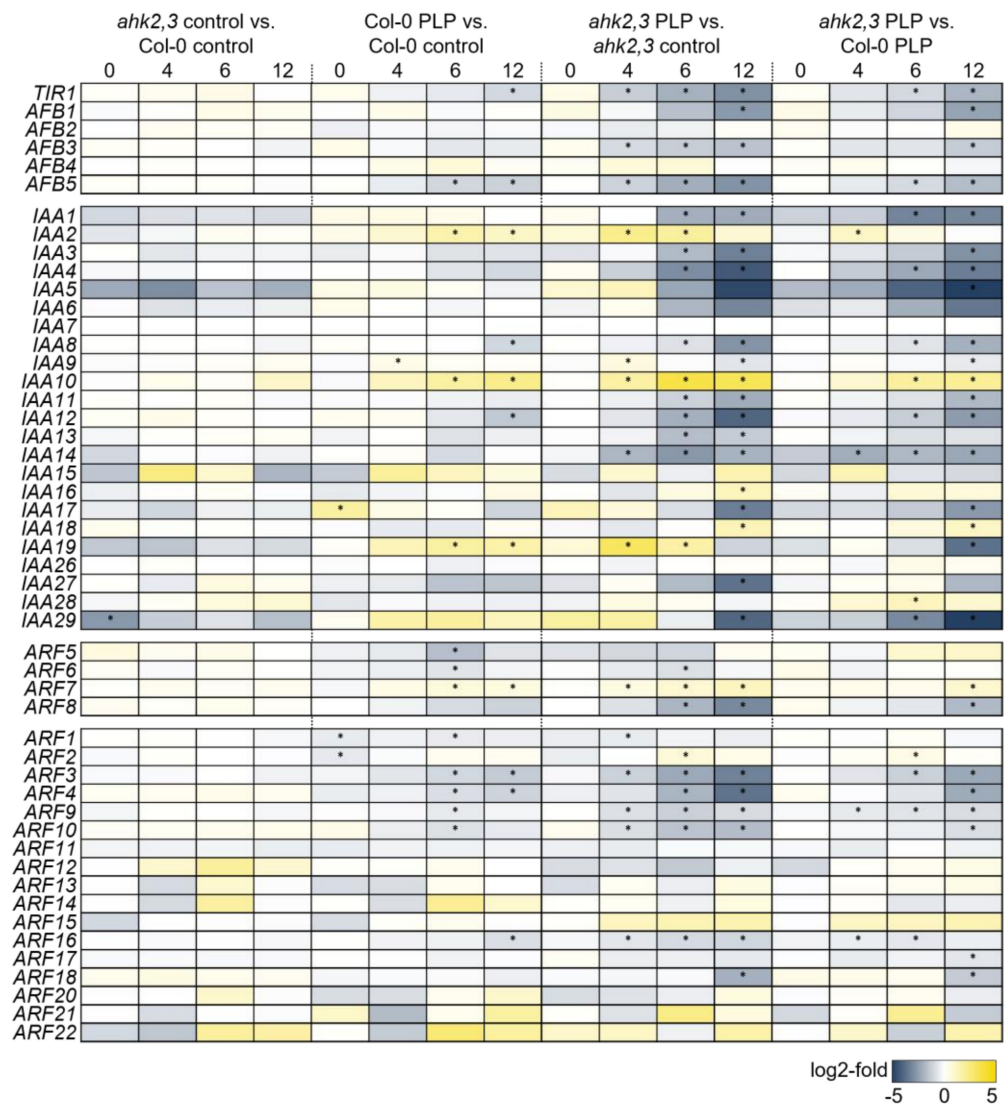 ahk2,3 control vs. Col-0 PLP vs. ahk2,3 PLP vs. ahk2,3 PLP vs.
Col-0 control Col-0 control ahk2,3 control Col-0 PLP
0 4 6 12 0 4 6 12 0 4 6 12 0 4 6 12
TIR1 * * * * * *
AFB1 * *
AFB2
AFB3 * * * *
AFB4
AFB5 * * * * * * *
IAA1 * * * *
IAA2 * * * * *
IAA3 * * *
IAA4 * * * *
IAA5 *
IAA6
IAA7
IAA8 * * * * *
IAA9 * * * *
IAA10 * * * * * * *
IAA11 * * *
IAA12 * * * * *
IAA13 * *
IAA14 * * * * * *
IAA15
IAA16 *
IAA17 * * *
IAA18 * *
IAA19 * * * * *
IAA26
IAA27 *
IAA28 *
IAA29 * * * *
ARF5 *
ARF6 * *
ARF7 * * * * * *
ARF8 * * *
ARF1 * * *
ARF2 * * *
ARF3 * * * * * * *
ARF4 * * * * *
ARF9 * * * * * * *
ARF10 * * * * *
ARF11
ARF12
ARF13
ARF14
ARF15
ARF16 * * * * * *
ARF17 *
ARF18 * *
ARF20
ARF21
ARF22
log2-fold
-5 0 5